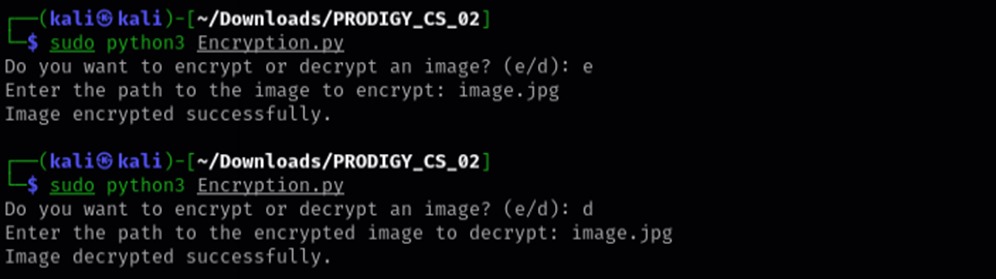 ┌──(kali㉿kali)-[~/Downloads/PRODIGY_CS_02]
└─$ sudo python3 Encryption.py
Do you want to encrypt or decrypt an image? (e/d): e
Enter the path to the image to encrypt: image.jpg
Image encrypted successfully.
┌──(kali㉿kali)-[~/Downloads/PRODIGY_CS_02]
└─$ sudo python3 Encryption.py
Do you want to encrypt or decrypt an image? (e/d): d
Enter the path to the encrypted image to decrypt: image.jpg
Image decrypted successfully.